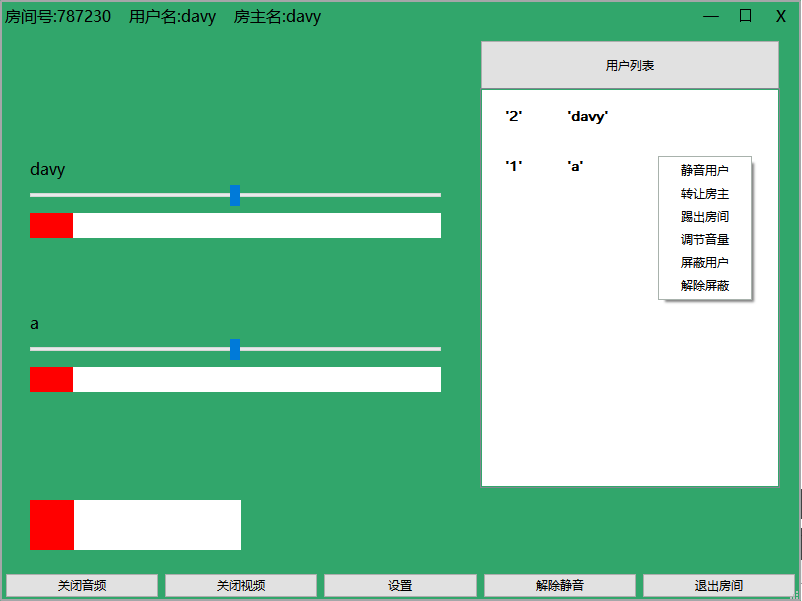 房间号:787230 用户名:davy 房主名:davy
— 口 X
用户列表
'2' 'davy'
'1' 'a'
静音用户
转让房主
踢出房间
调节音量
屏蔽用户
解除屏蔽
davy
a
关闭音频 关闭视频 设置 解除静音 退出房间